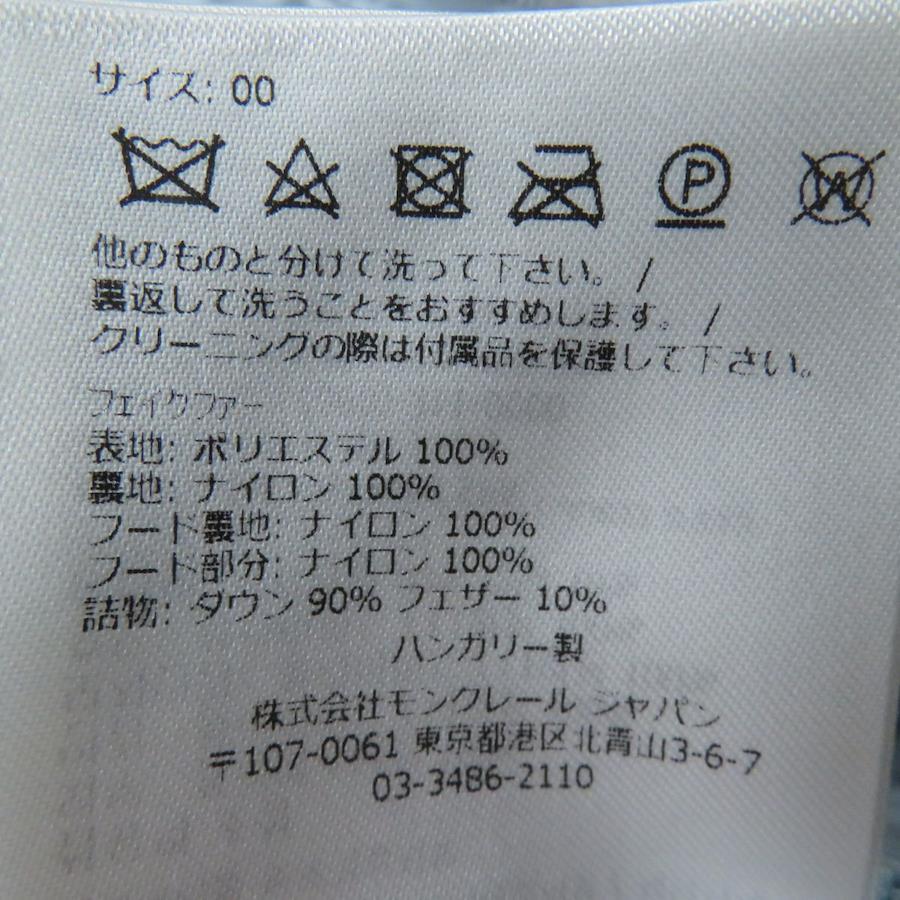 サイズ: 00
P W
他のものと分けて洗って下さい。 /
裏返して洗うことをおすすめします。 /
クリーニングの際は付属品を保護して下さい。
フェイクファー
表地: ポリエステル 100%
裏地: ナイロン 100%
フード裏地: ナイロン 100%
フード部分: ナイロン 100%
詰物: ダウン 90% フェザー 10%
ハンガリー製
株式会社モンクレール ジャパン
〒107-0061 東京都港区北青山3-6-7
03-3486-2110